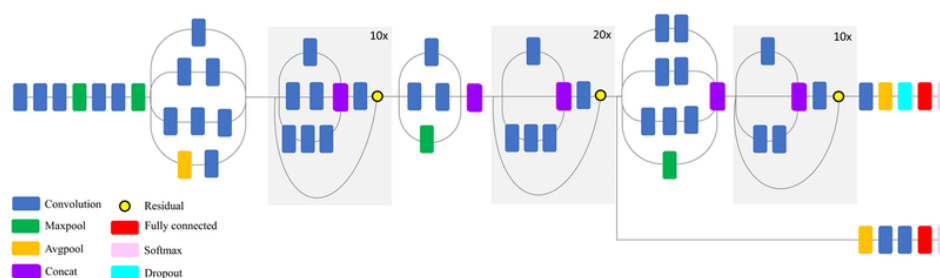 10x
20x
10x
Convolution
Residual
Maxpool
Fully connected
Avgpool
Softmax
Concat
Dropout